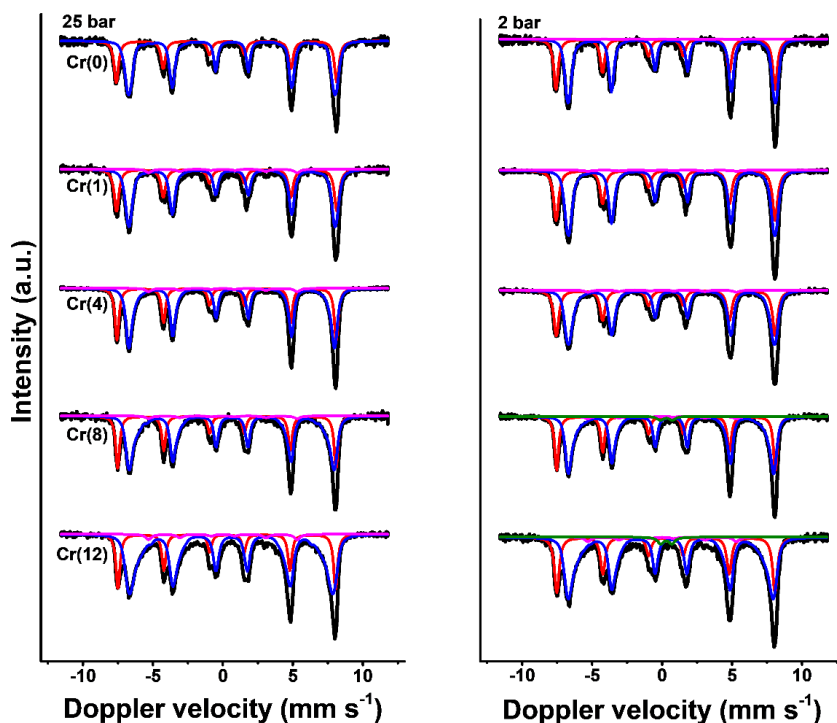 25 bar
2 bar
Cr(0)
Cr(1)
Cr(4)
Cr(8)
Cr(12)
Intensity (a.u.)
-10 -5 0 5 10
-10 -5 0 5 10
Doppler velocity (mm s⁻¹)
Doppler velocity (mm s⁻¹)